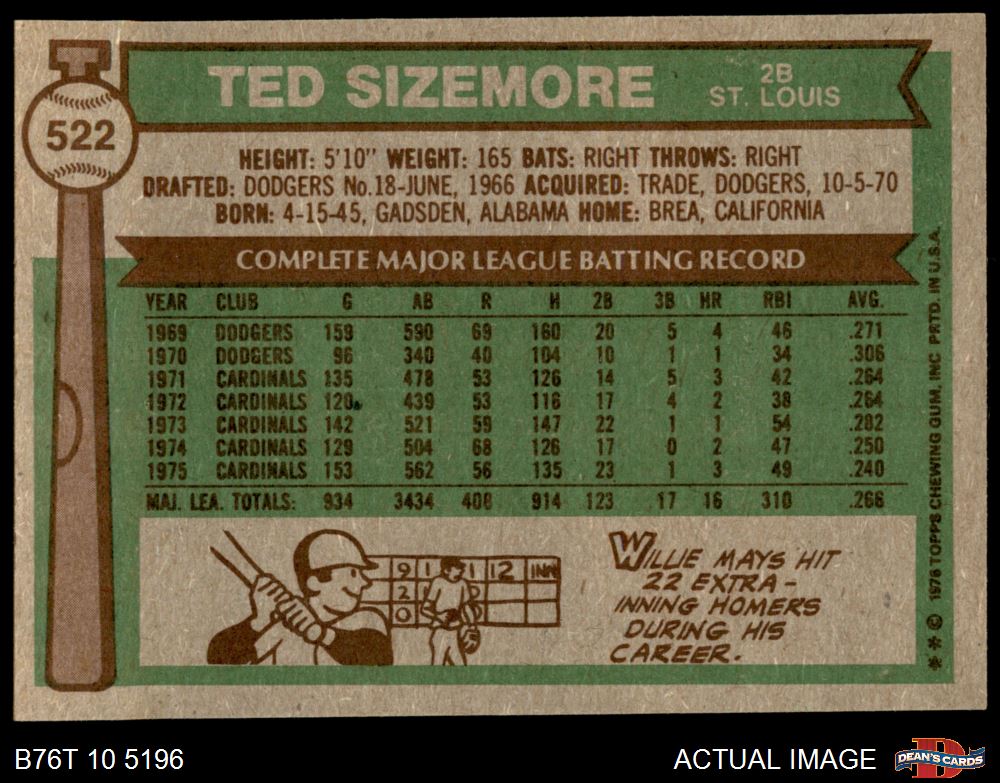 522
TED SIZEMORE
2B
ST. LOUIS
HEIGHT: 5'10" WEIGHT: 165 BATS: RIGHT THROWS: RIGHT
DRAFTED: DODGERS No.18-JUNE, 1966 ACQUIRED: TRADE, DODGERS, 10-5-70
BORN: 4-15-45, GADSDEN, ALABAMA HOME: BREA, CALIFORNIA
COMPLETE MAJOR LEAGUE BATTING RECORD
YEAR CLUB G AB R H 2B 3B HR RBI AVG.
1969 DODGERS 159 590 69 160 20 5 4 46 .271
1970 DODGERS 96 340 40 104 10 1 1 34 .306
1971 CARDINALS 135 478 53 126 14 5 3 42 .264
1972 CARDINALS 120 439 53 116 17 4 2 38 .264
1973 CARDINALS 142 521 59 147 22 1 1 54 .282
1974 CARDINALS 129 504 68 126 17 0 2 47 .250
1975 CARDINALS 153 562 56 135 23 1 3 49 .240
MAJ. LEA. TOTALS: 934 3434 408 914 123 17 16 310 .266
9 1 1 12 INN
2
0
WILLIE MAYS HIT
22 EXTRA-
INNING HOMERS
DURING HIS
CAREER.
** © 1976 TOPPS CHEWING GUM, INC PRTD. IN U.S.A.
B76T 10 5196
ACTUAL IMAGE
D
DEAN'S CARDS